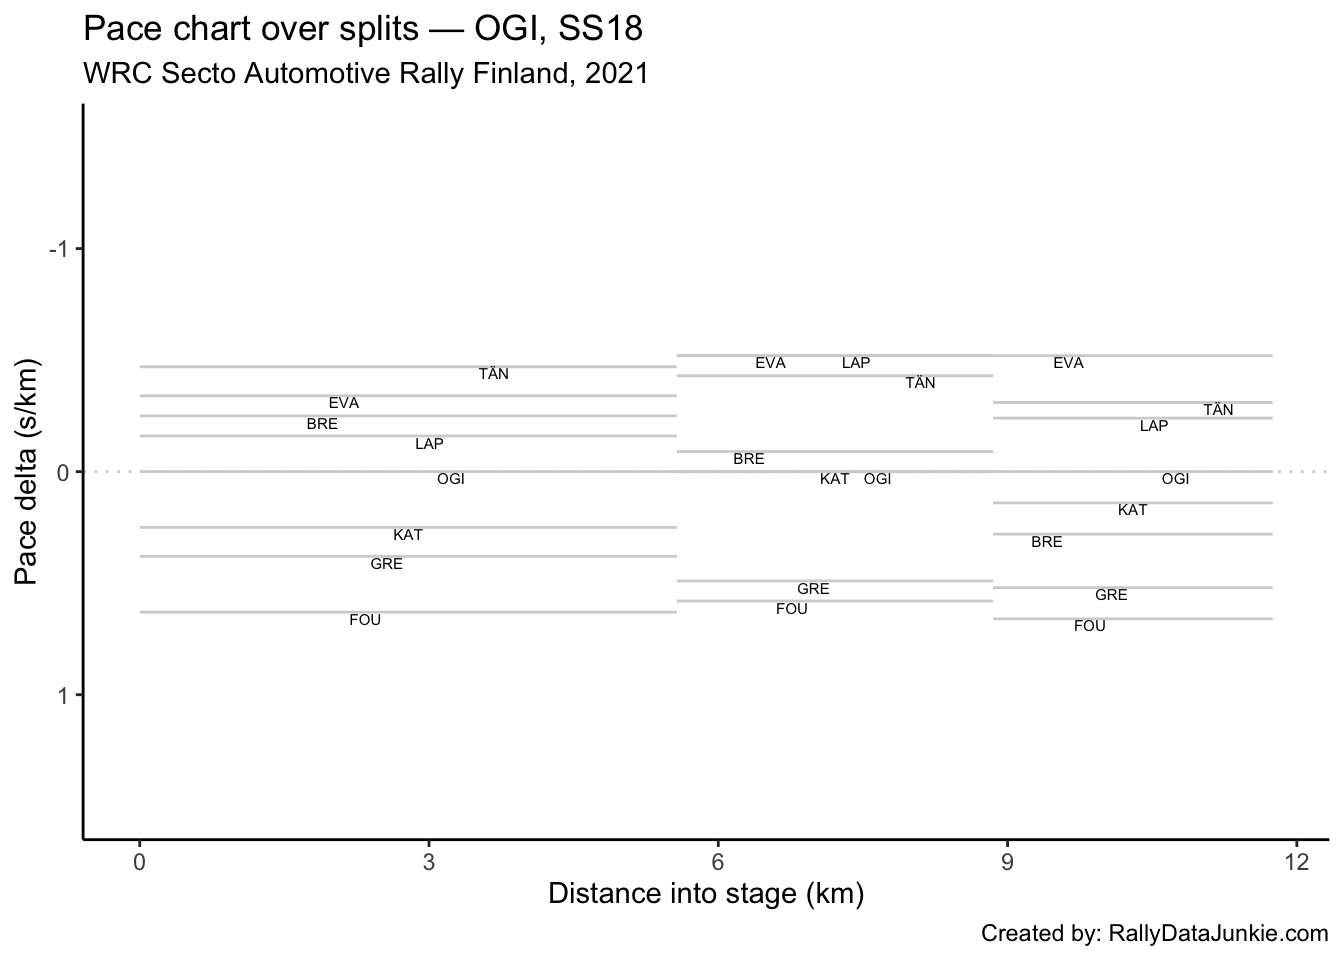 Pace chart over splits — OGI, SS18
WRC Secto Automotive Rally Finland, 2021
Pace delta (s/km)
-1
0
1
TÄN
EVA
BRE
LAP
OGI
KAT
GRE
FOU
EVA LAP
TÄN
BRE
KAT OGI
GRE
FOU
EVA
TÄN
LAP
OGI
KAT
BRE
GRE
FOU
0 3 6 9 12
Distance into stage (km)
Created by: RallyDataJunkie.com